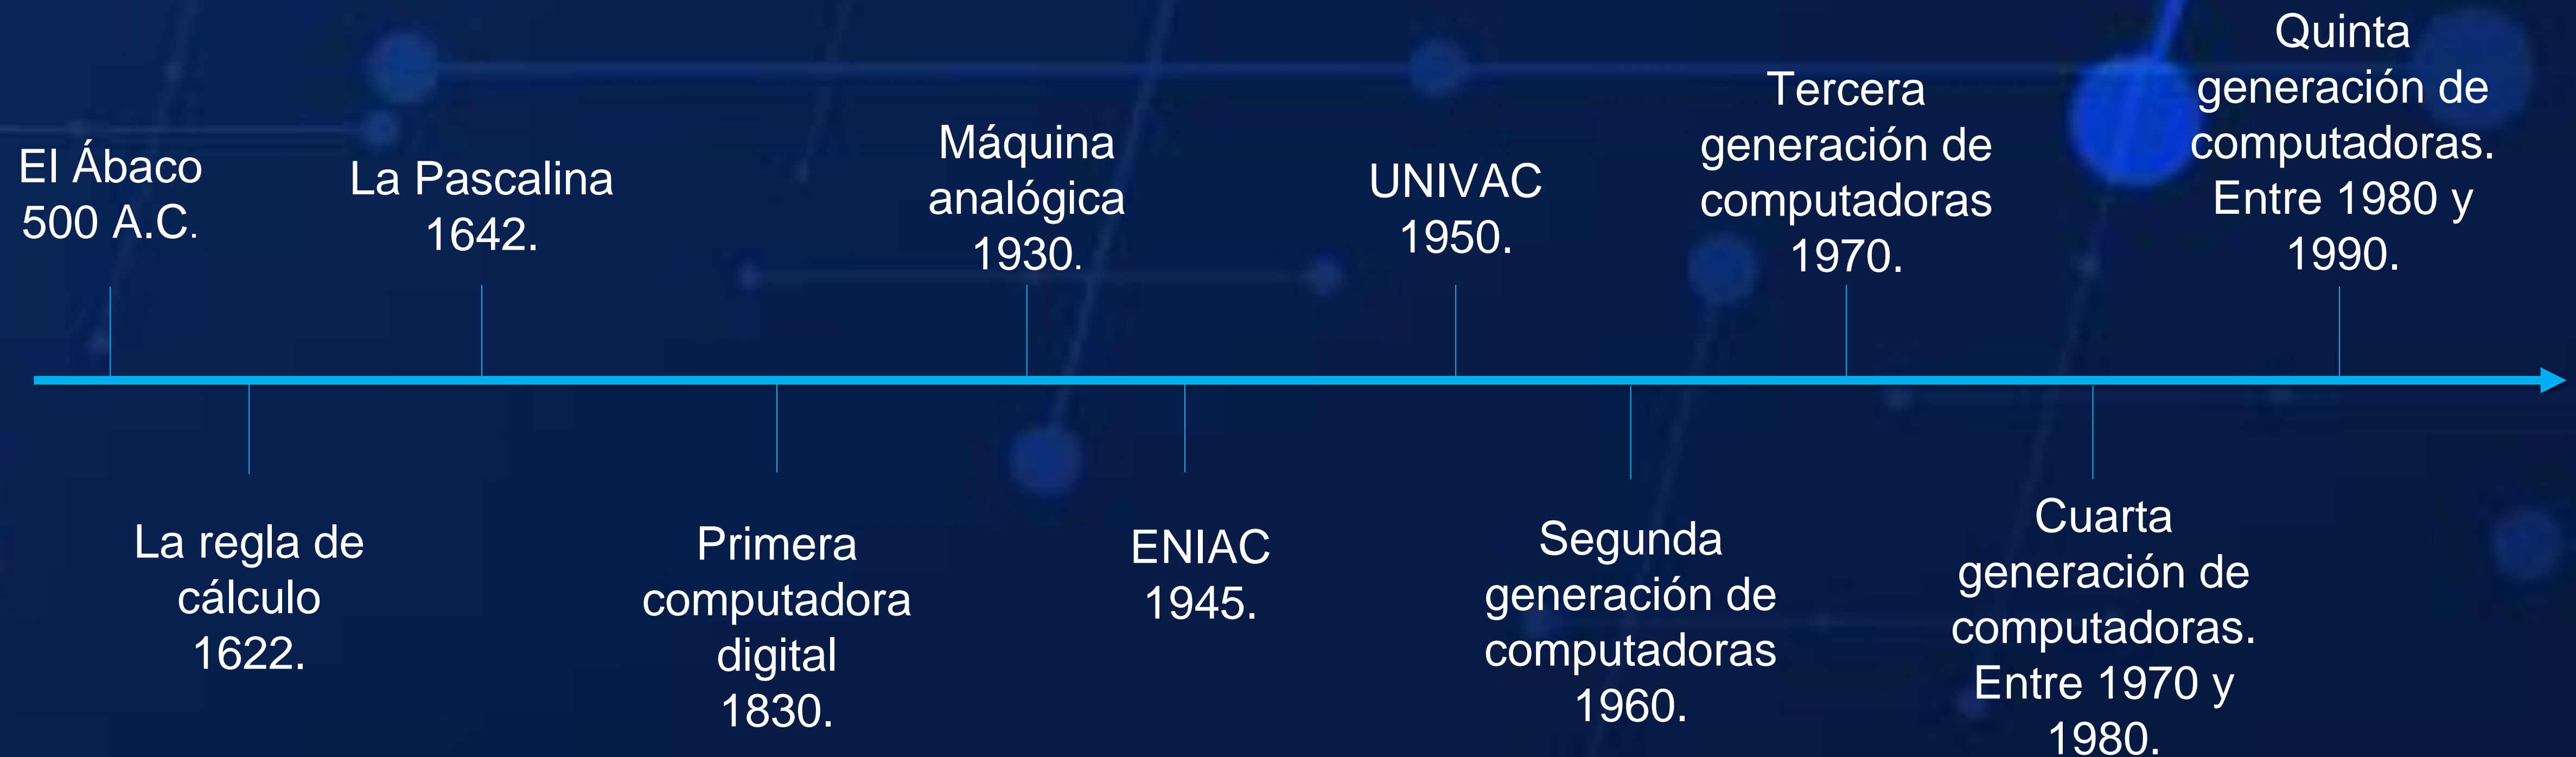 El Ábaco
500 A.C.
La regla de
cálculo
1622.
La Pascalina
1642.
Primera
computadora
digital
1830.
Máquina
analógica
1930.
ENIAC
1945.
UNIVAC
1950.
Segunda
generación de
computadoras
1960.
Tercera
generación de
computadoras
1970.
Cuarta
generación de
computadoras.
Entre 1970 y
1980.
Quinta
generación de
computadoras.
Entre 1980 y
1990.